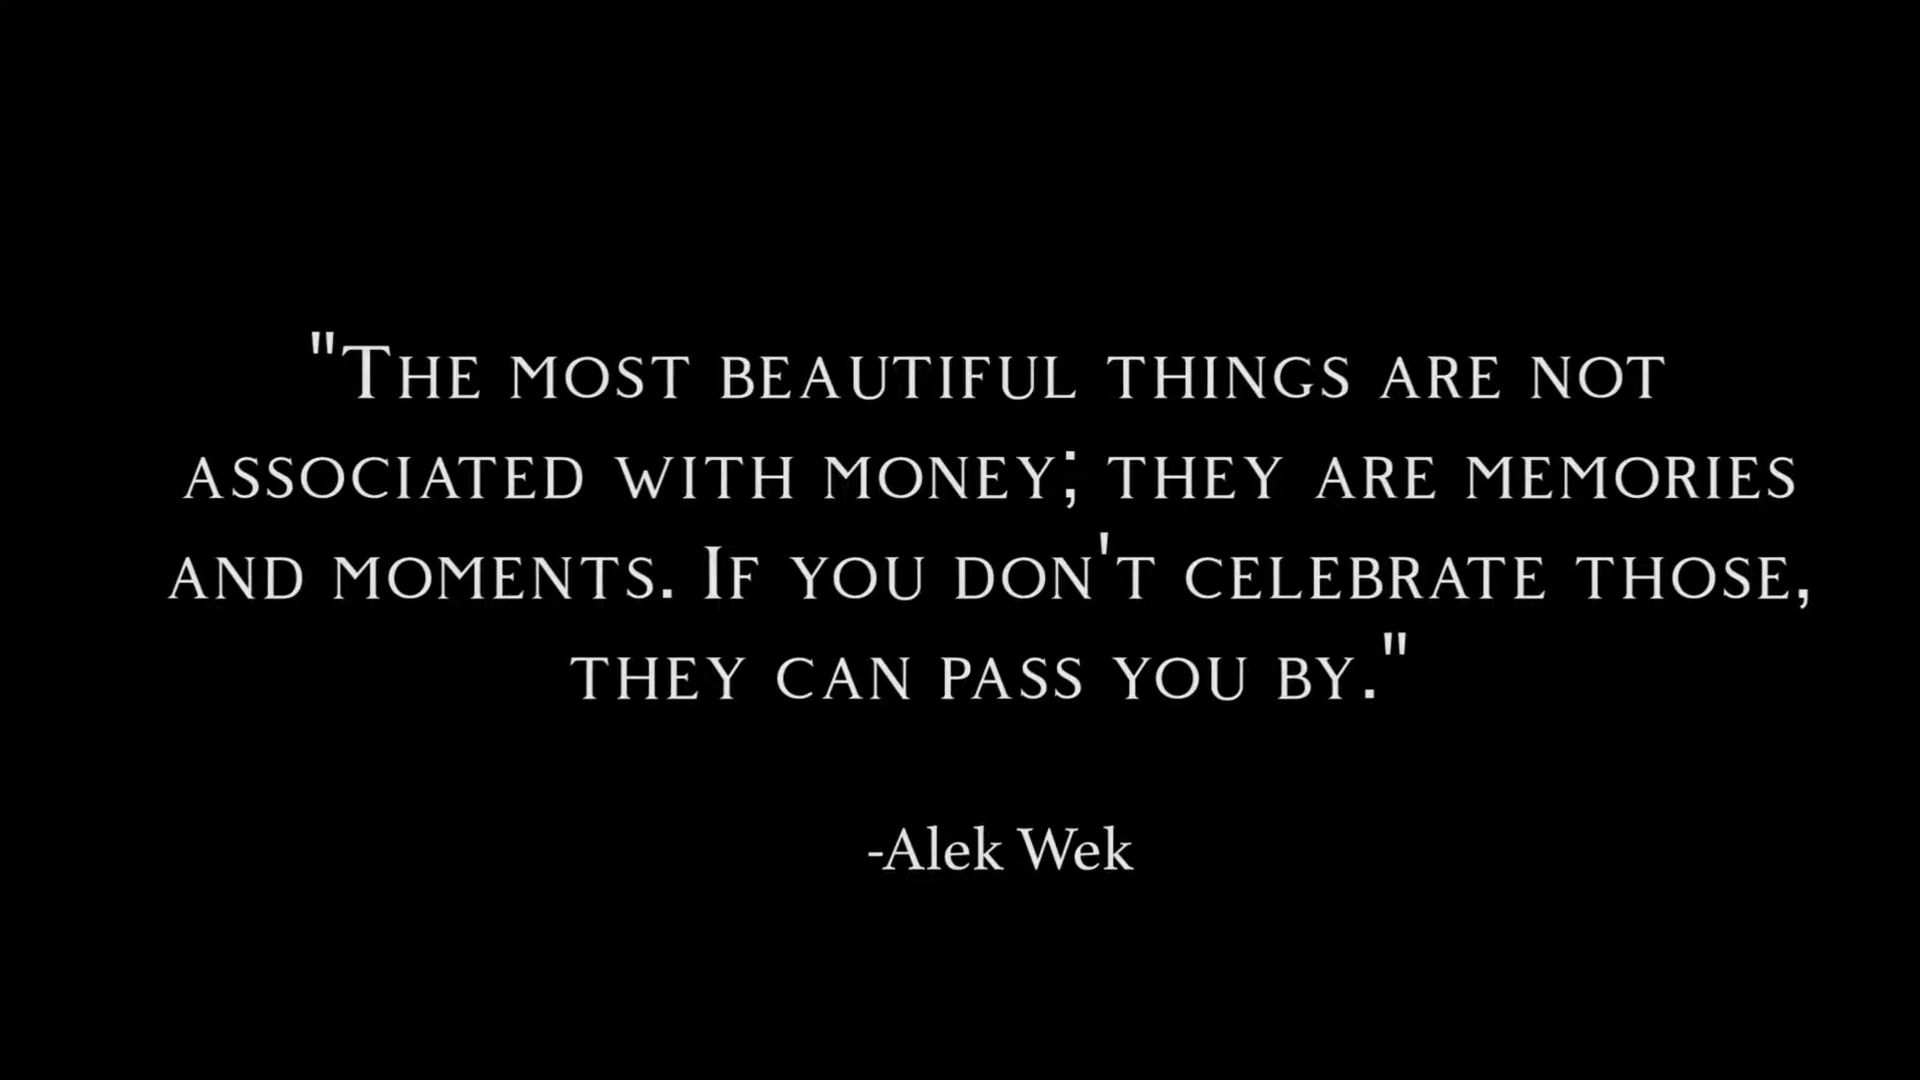 "The most beautiful things are not
associated with money; they are memories
and moments. If you don't celebrate those,
they can pass you by."
-Alek Wek